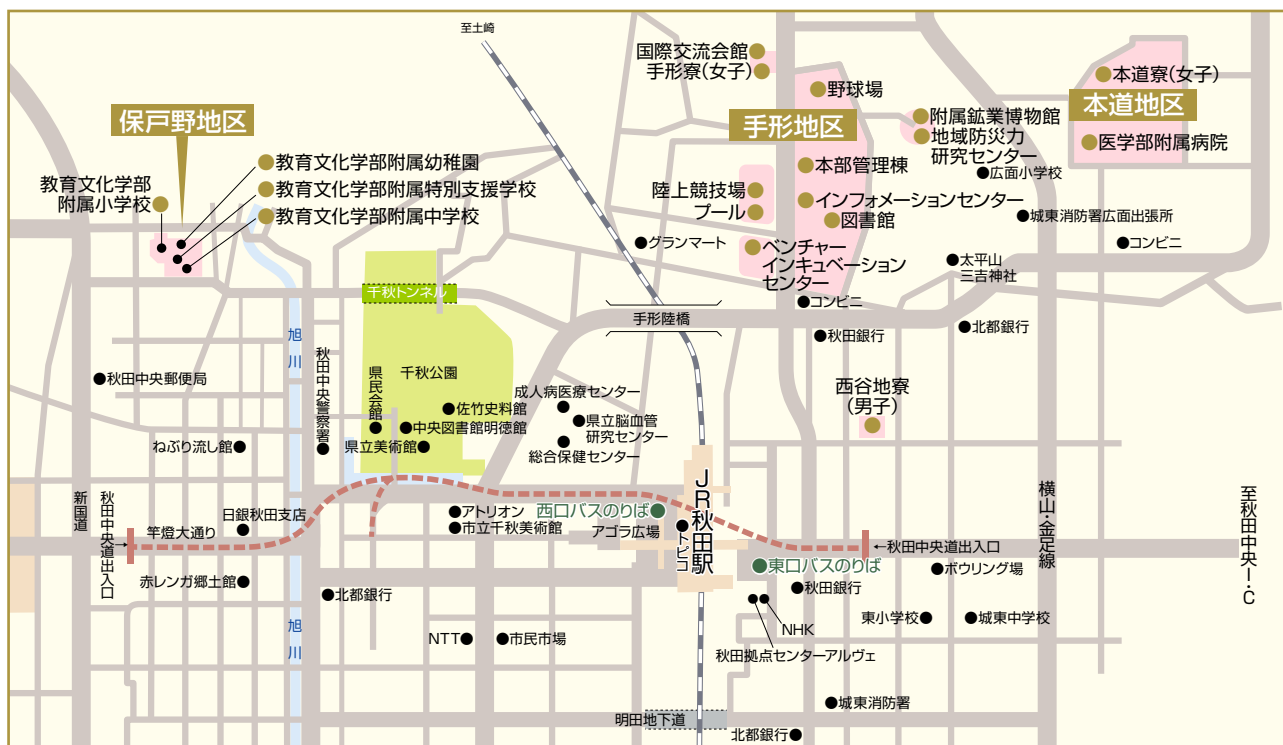 至土崎
国際交流会館
手形寮(女子)
野球場
手形地区
本道寮(女子)
本道地区
医学部附属病院
附属鉱業博物館
地域防災力
研究センター
広面小学校
保戸野地区
教育文化学部附属幼稚園
教育文化学部附属特別支援学校
教育文化学部附属中学校
教育文化学部
附属小学校
本部管理棟
陸上競技場
プール
インフォメーションセンター
図書館
城東消防署広面出張所
コンビニ
グランマート
ベンチャー
インキュベーション
センター
太平山
三吉神社
コンビニ
千秋トンネル
手形陸橋
秋田銀行
北都銀行
旭川
秋田中央警察署
秋田中央郵便局
県民会館
千秋公園
佐竹史料館
中央図書館明徳館
県立美術館
成人病医療センター
県立脳血管
研究センター
総合保健センター
西谷地寮
(男子)
ねぶり流し館
新国道
秋田中央道出入口
竿燈大通り
日銀秋田支店
アトリオン
市立千秋美術館
西口バスのりば
アゴラ広場
トピコ
JR秋田駅
秋田中央道出入口
横山・金足線
至秋田中央I・C
東口バスのりば
ボウリング場
赤レンガ郷土館
北都銀行
秋田銀行
東小学校
城東中学校
旭川
NTT
市民市場
NHK
秋田拠点センターアルヴェ
明田地下道
城東消防署
北都銀行